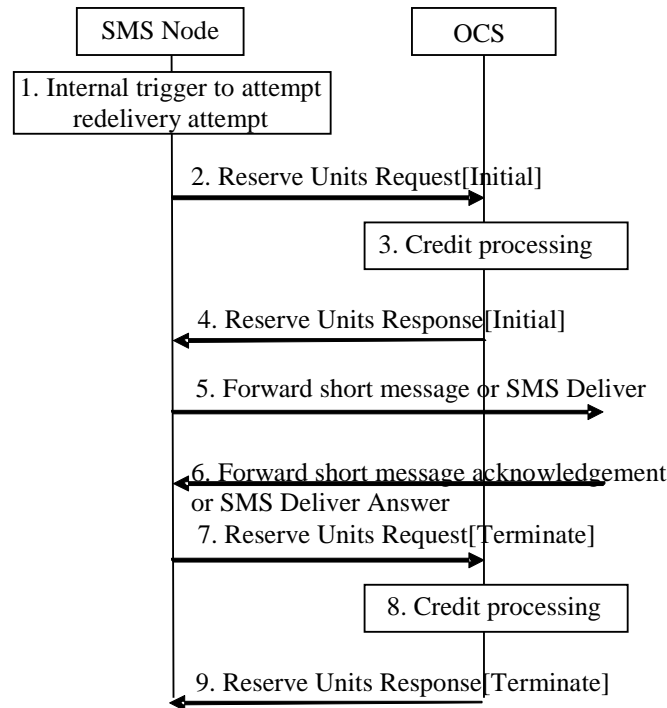 SMS Node
OCS
1. Internal trigger to attempt
redelivery attempt
2. Reserve Units Request[Initial]
3. Credit processing
4. Reserve Units Response[Initial]
5. Forward short message or SMS Deliver
6. Forward short message acknowledgement
or SMS Deliver Answer
7. Reserve Units Request[Terminate]
8. Credit processing
9. Reserve Units Response[Terminate]